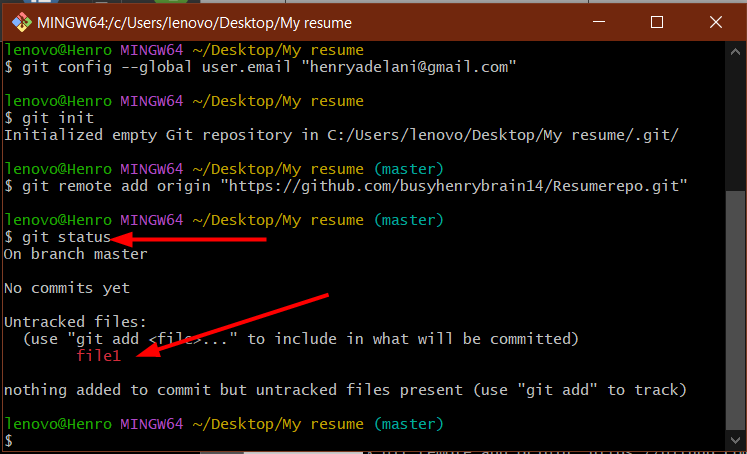 MINGW64:/c/Users/lenovo/Desktop/My resume
lenovo@Henro MINGW64 ~/Desktop/My resume
$ git config --global user.email "henryadelani@gmail.com"
lenovo@Henro MINGW64 ~/Desktop/My resume
$ git init
Initialized empty Git repository in C:/Users/lenovo/Desktop/My resume/.git/
lenovo@Henro MINGW64 ~/Desktop/My resume (master)
$ git remote add origin "https://github.com/busyhenrybrain14/Resumerepo.git"
lenovo@Henro MINGW64 ~/Desktop/My resume (master)
$ git status
On branch master
No commits yet
Untracked files:
(use "git add <file>..." to include in what will be committed)
file1
nothing added to commit but untracked files present (use "git add" to track)
lenovo@Henro MINGW64 ~/Desktop/My resume (master)
$